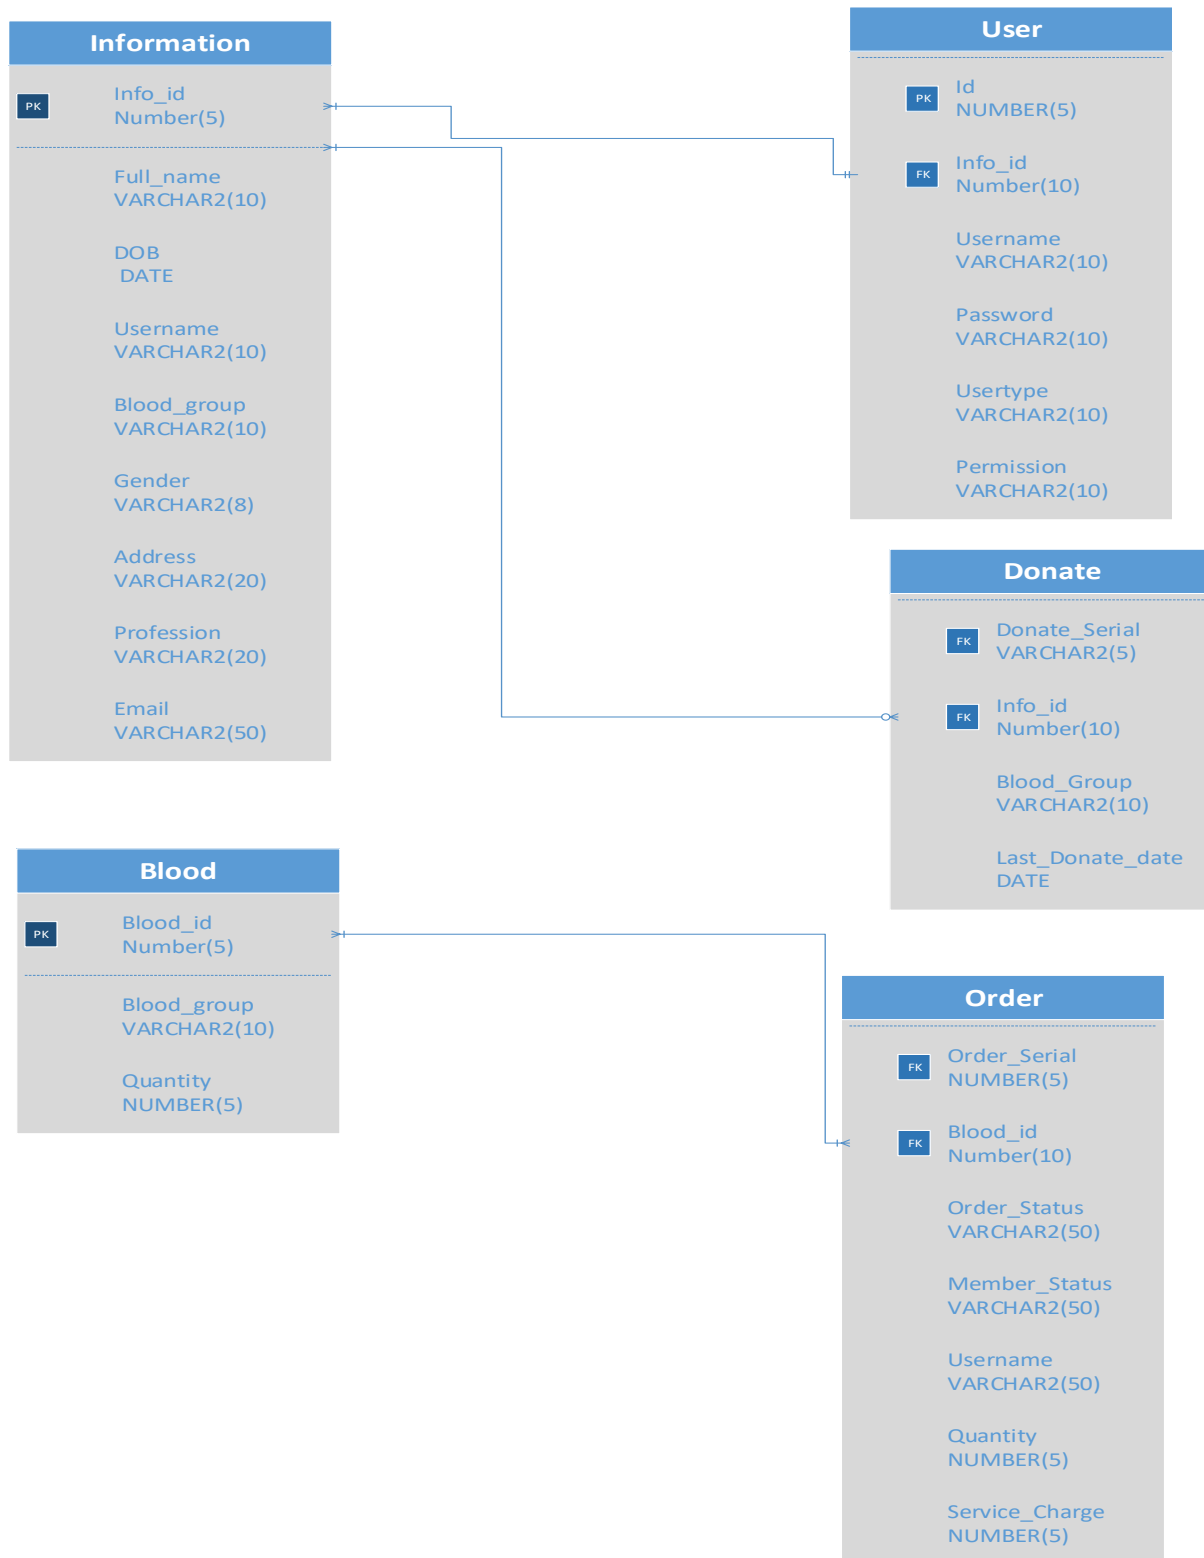 Information
PK
Info_id
Number(5)
Full_name
VARCHAR2(10)
DOB
DATE
Username
VARCHAR2(10)
Blood_group
VARCHAR2(10)
Gender
VARCHAR2(8)
Address
VARCHAR2(20)
Profession
VARCHAR2(20)
Email
VARCHAR2(50)
User
PK
Id
NUMBER(5)
FK
Info_id
Number(10)
Username
VARCHAR2(10)
Password
VARCHAR2(10)
Usertype
VARCHAR2(10)
Permission
VARCHAR2(10)
Donate
FK
Donate_Serial
VARCHAR2(5)
FK
Info_id
Number(10)
Blood_Group
VARCHAR2(10)
Last_Donate_date
DATE
Blood
PK
Blood_id
Number(5)
Blood_group
VARCHAR2(10)
Quantity
NUMBER(5)
Order
FK
Order_Serial
NUMBER(5)
FK
Blood_id
Number(10)
Order_Status
VARCHAR2(50)
Member_Status
VARCHAR2(50)
Username
VARCHAR2(50)
Quantity
NUMBER(5)
Service_Charge
NUMBER(5)